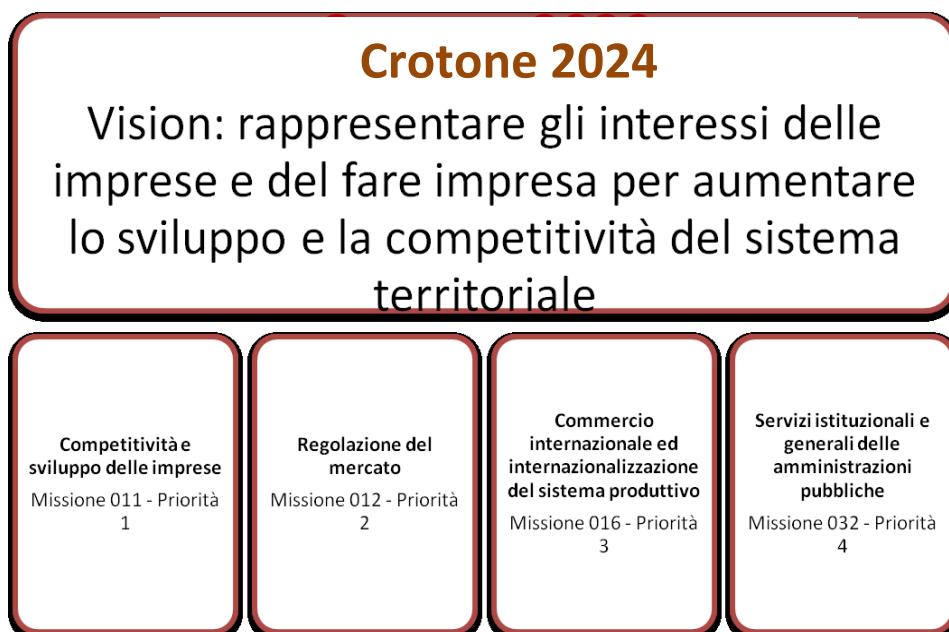 Crotone 2024
Vision: rappresentare gli interessi delle
imprese e del fare impresa per aumentare
lo sviluppo e la competitività del sistema
territoriale
Competitività e
sviluppo delle imprese
Missione 011 - Priorità
1
Regolazione del
mercato
Missione 012 - Priorità
2
Commercio
internazionale ed
internazionalizzazione
del sistema produttivo
Missione 016 - Priorità
3
Servizi istituzionali e
generali delle
amministrazioni
pubbliche
Missione 032 - Priorità
4